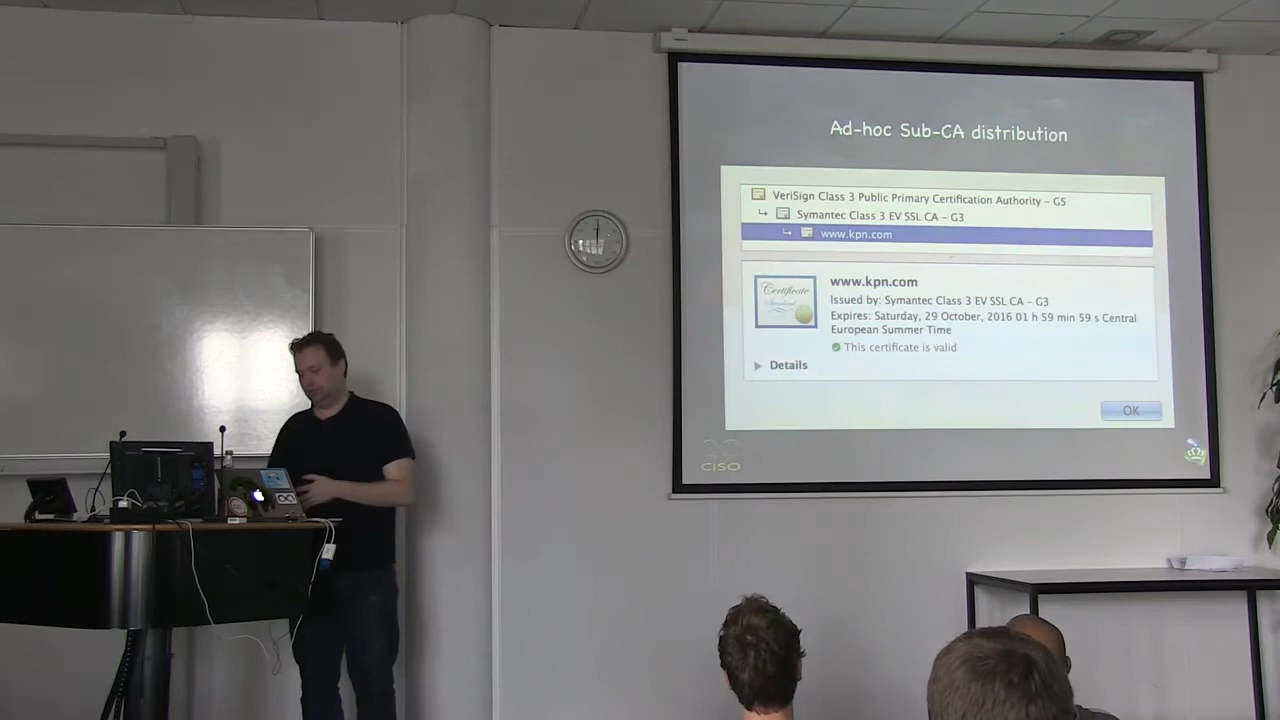 Ad-hoc Sub-CA distribution
VeriSign Class 3 Public Primary Certification Authority - G5
Symantec Class 3 EV SSL CA - G3
www.kpn.com
Certificate
Standard
www.kpn.com
Issued by: Symantec Class 3 EV SSL CA - G3
Expires: Saturday, 29 October, 2016 01 h 59 min 59 s Central
European Summer Time
This certificate is valid
Details
OK
CISO